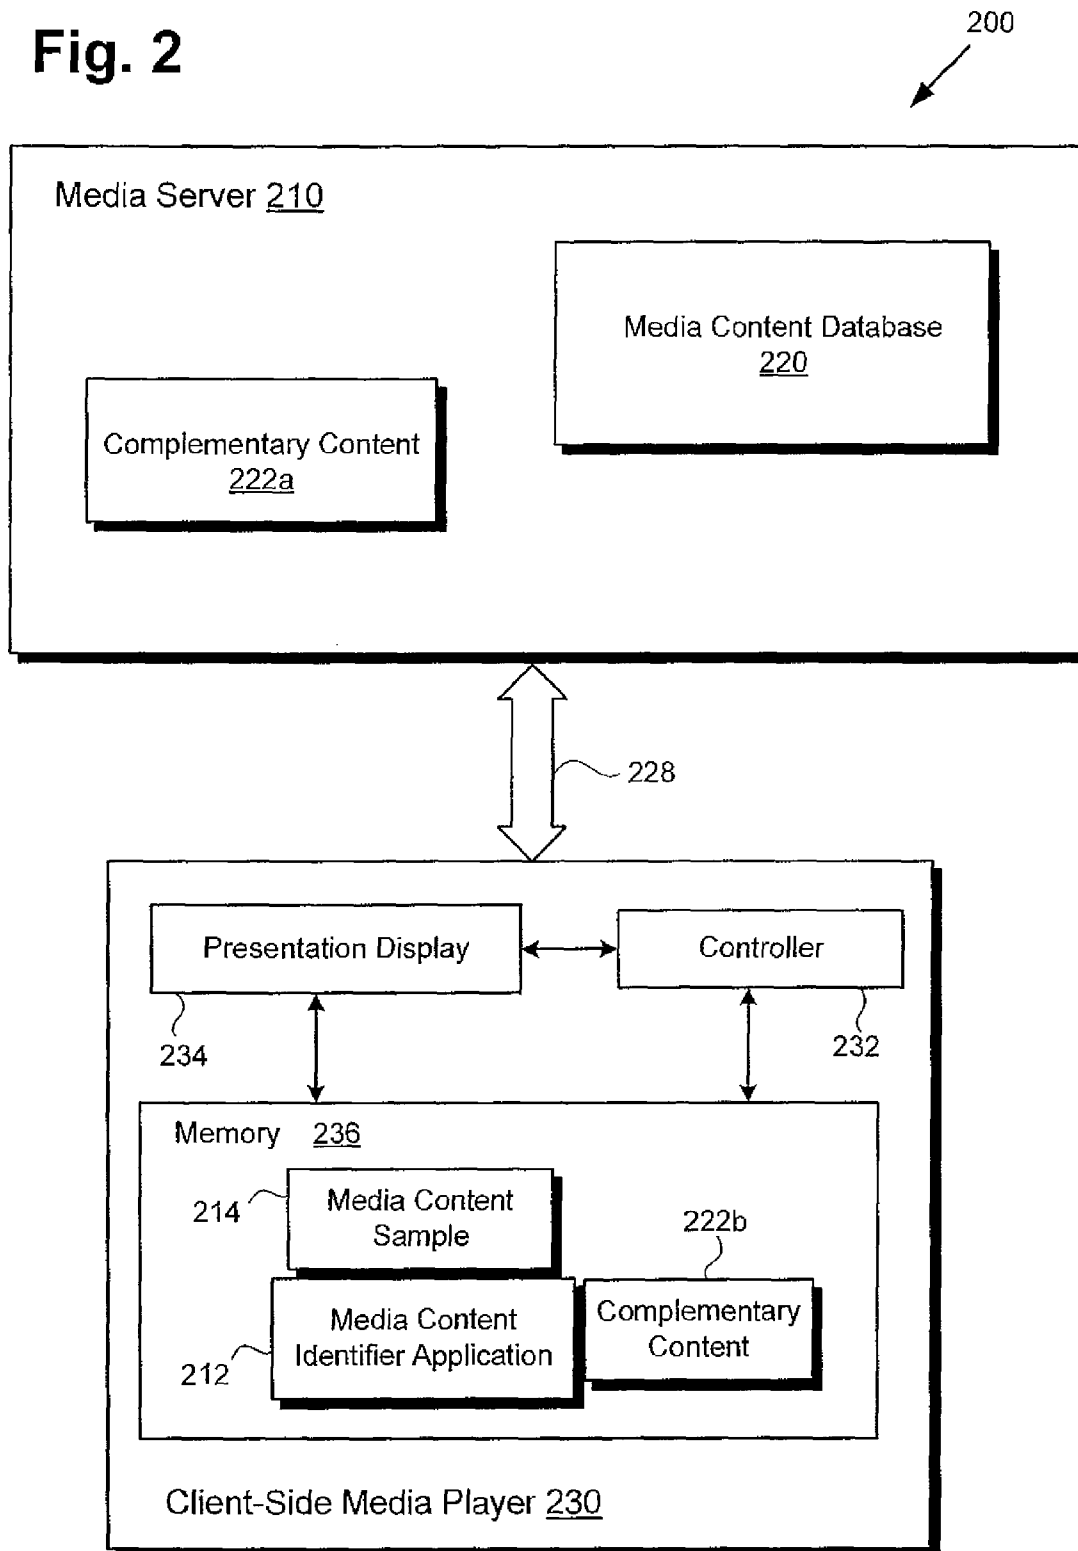 Fig. 2
200
Media Server 210
Media Content Database
220
Complementary Content
222a
228
Presentation Display
Controller
234
232
Memory 236
214
Media Content
Sample
222b
212
Media Content
Identifier Application
Complementary
Content
Client-Side Media Player 230